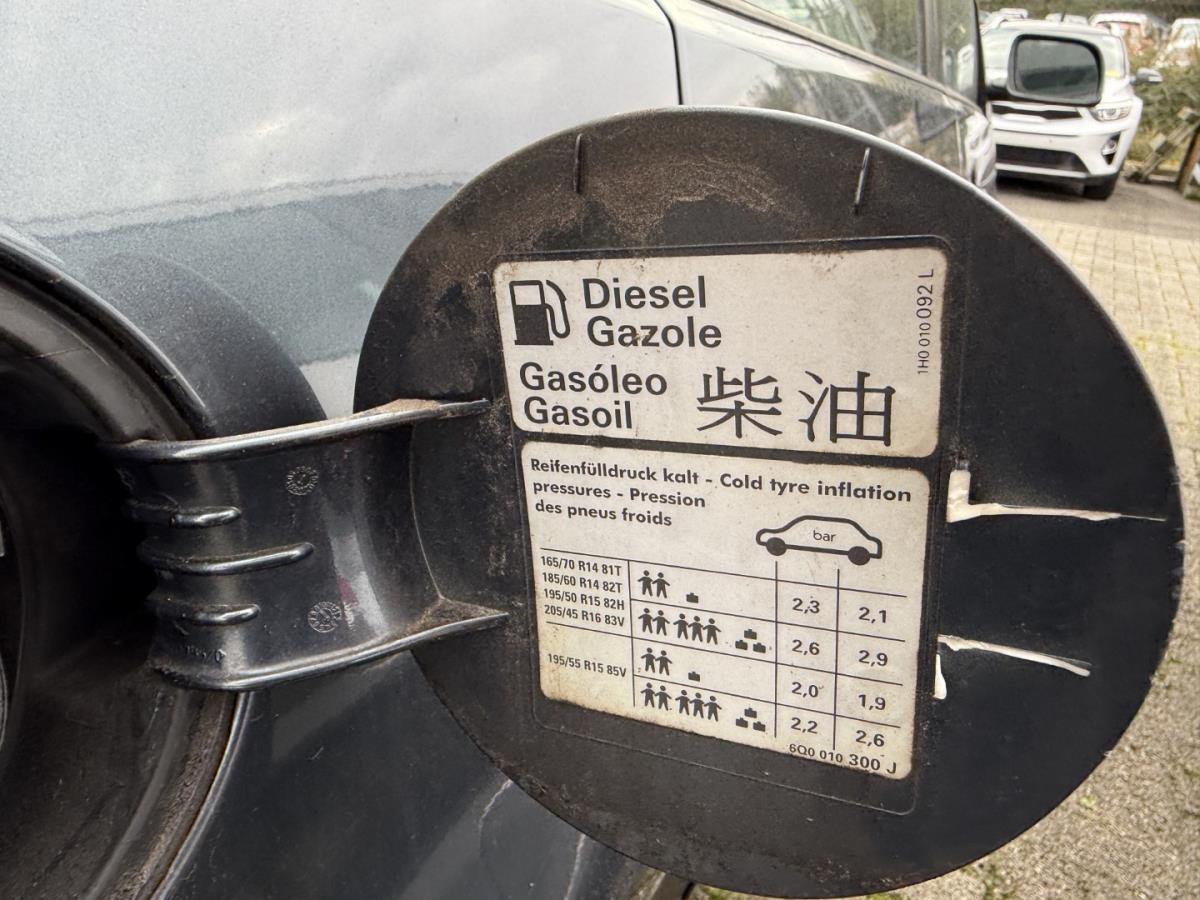 Diesel
Gazole
Gasóleo
Gasoil
柴油
1H0 010 092 L
Reifenfülldruck kalt - Cold tyre inflation
pressures - Pression
des pneus froids
bar
165/70 R14 81T
185/60 R14 82T
195/50 R15 82H
205/45 R16 83V
2,3 2,1
2,6 2,9
195/55 R15 85V
2,0 1,9
2,2 2,6
6Q0 010 300 J